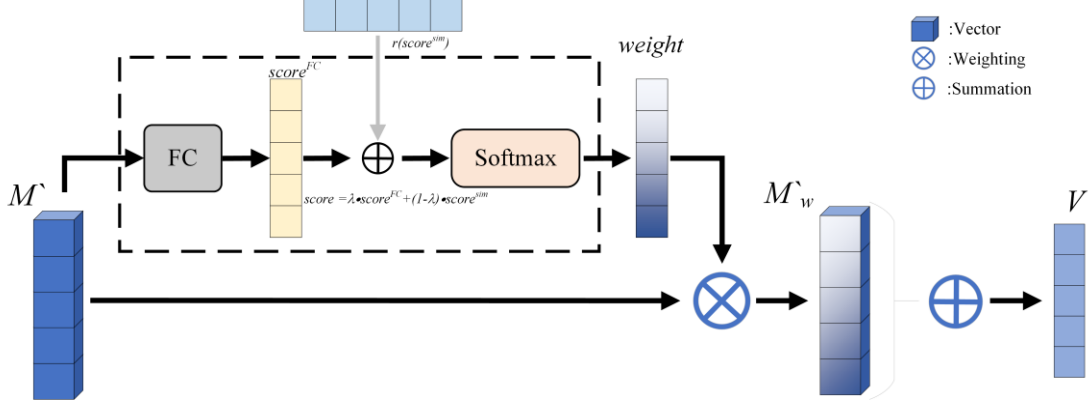 r(score^sim)
weight
:Vector
:Weighting
:Summation
score^FC
FC
Softmax
score =λ•score^FC+(1-λ)•score^sim
M`
M`w
V